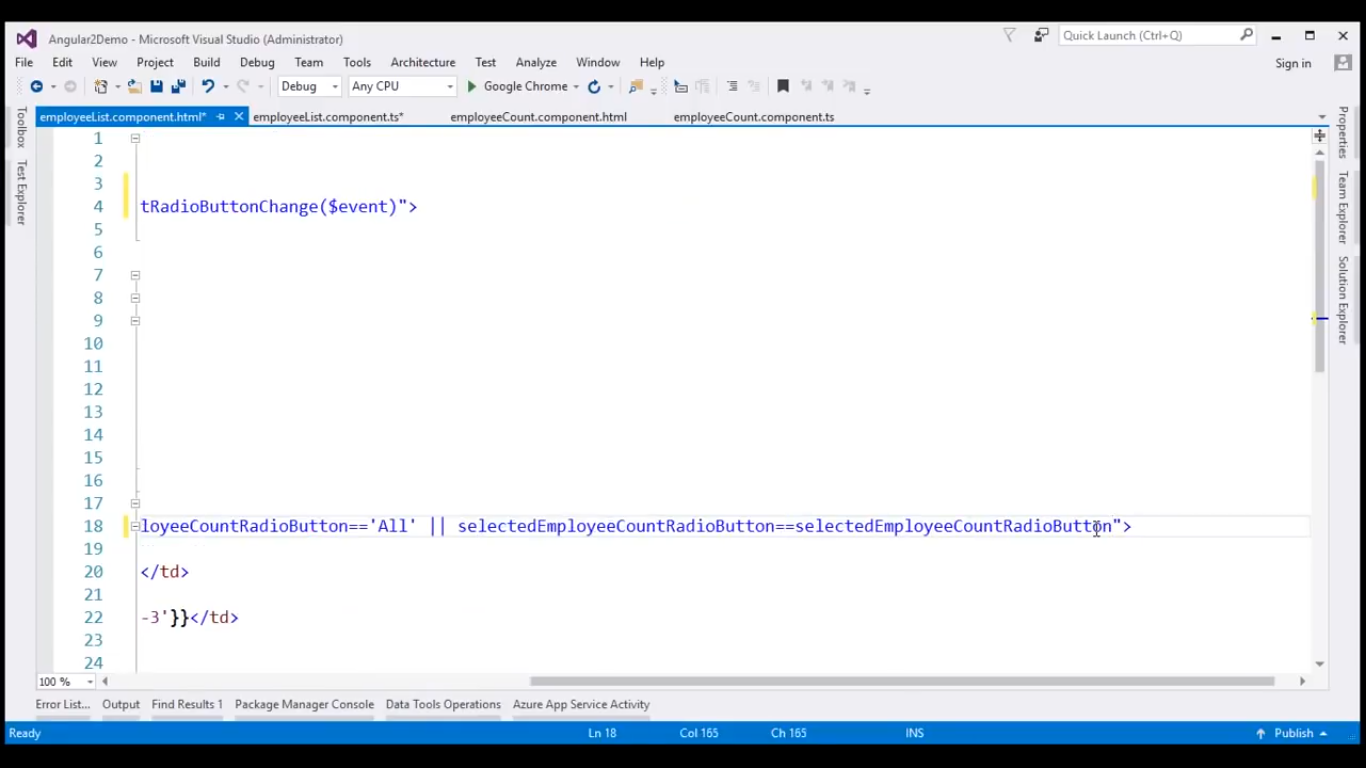 Angular2Demo - Microsoft Visual Studio (Administrator)
Quick Launch (Ctrl+Q)
File Edit View Project Build Debug Team Tools Architecture Test Analyze Window Help
Sign in
Debug Any CPU Google Chrome
employeeList.component.html* employeeList.component.ts* employeeCount.component.html employeeCount.component.ts
Toolbox
Test Explorer
Properties
Team Explorer
Solution Explorer
1
2
3
4 tRadioButtonChange($event)">
5
6
7
8
9
10
11
12
13
14
15
16
17
18 loyeeCountRadioButton=='All' || selectedEmployeeCountRadioButton==selectedEmployeeCountRadioButton">
19
20 </td>
21
22 -3'}}</td>
23
24
100 %
Error List... Output Find Results 1 Package Manager Console Data Tools Operations Azure App Service Activity
Ready Ln 18 Col 165 Ch 165 INS Publish